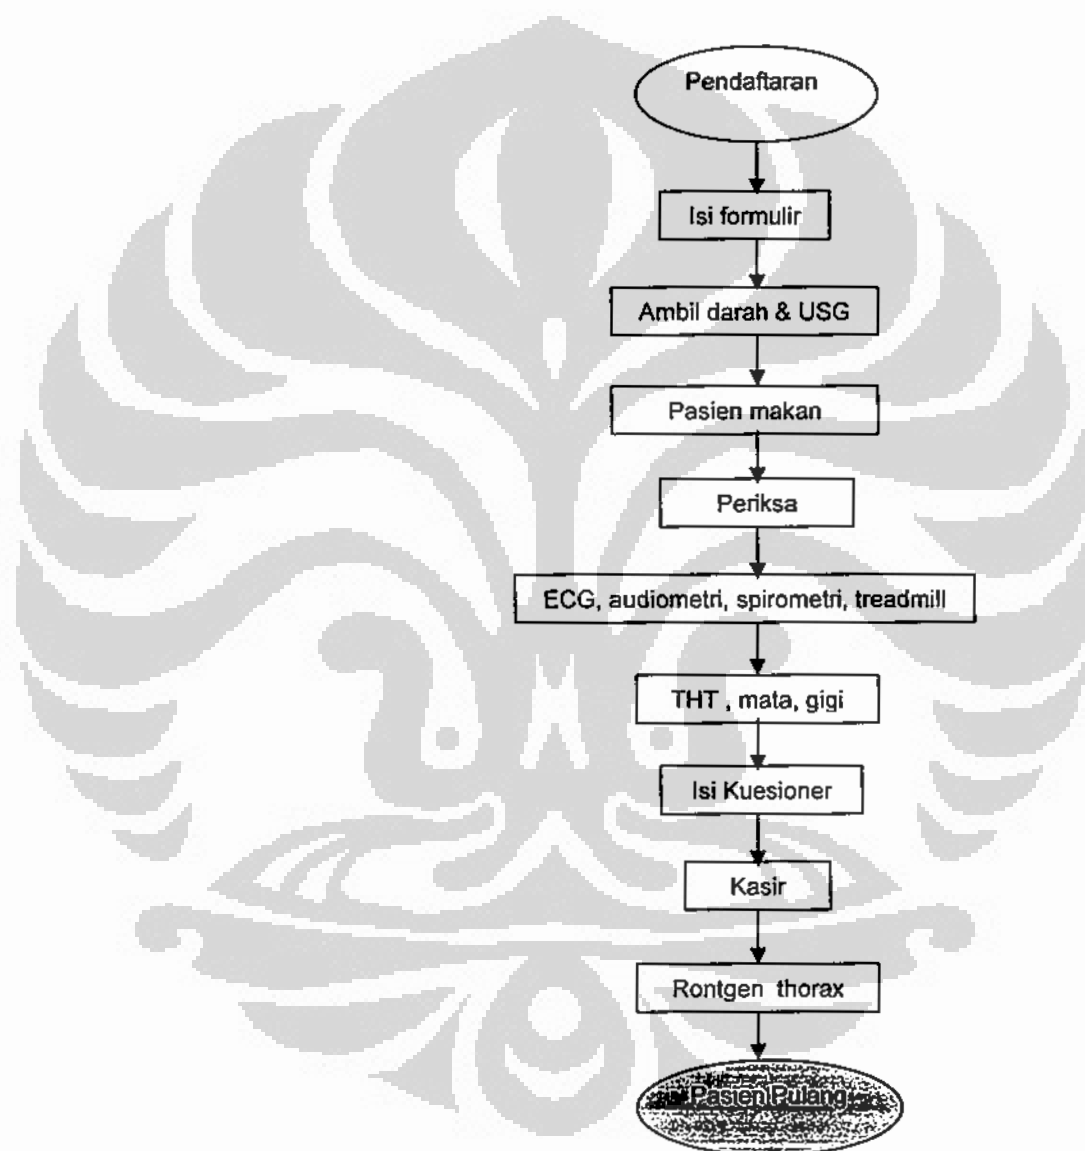 Pendaftaran
Isi formulir
Ambil darah & USG
Pasien makan
Periksa
ECG, audiometri, spirometri, treadmill
THT , mata, gigi
Isi Kuesioner
Kasir
Rontgen thorax
Pasien Pulang